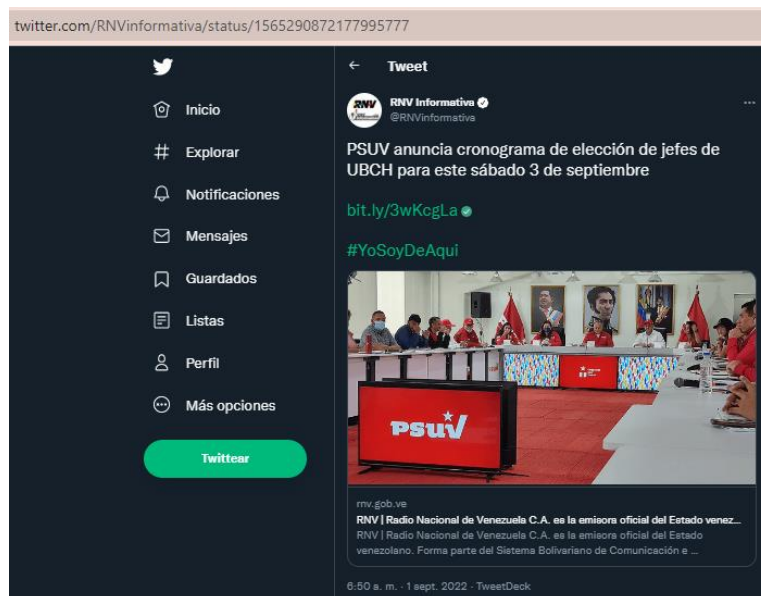 twitter.com/RNVinformativa/status/1565290872177995777
Inicio
Explorar
Notificaciones
Mensajes
Guardados
Listas
Perfil
Más opciones
Twittear
Tweet
RNV
RNV Informativa
@RNVinformativa
PSUV anuncia cronograma de elección de jefes de
UBCH para este sábado 3 de septiembre
bit.ly/3wKcgLa
#YoSoyDeAqui
PSUV
rnv.gob.ve
RNV | Radio Nacional de Venezuela C.A. es la emisora oficial del Estado venez...
RNV | Radio Nacional de Venezuela C.A. es la emisora oficial del Estado
venezolano. Forma parte del Sistema Bolivariano de Comunicación e ...
6:50 a. m. · 1 sept. 2022 · TweetDeck